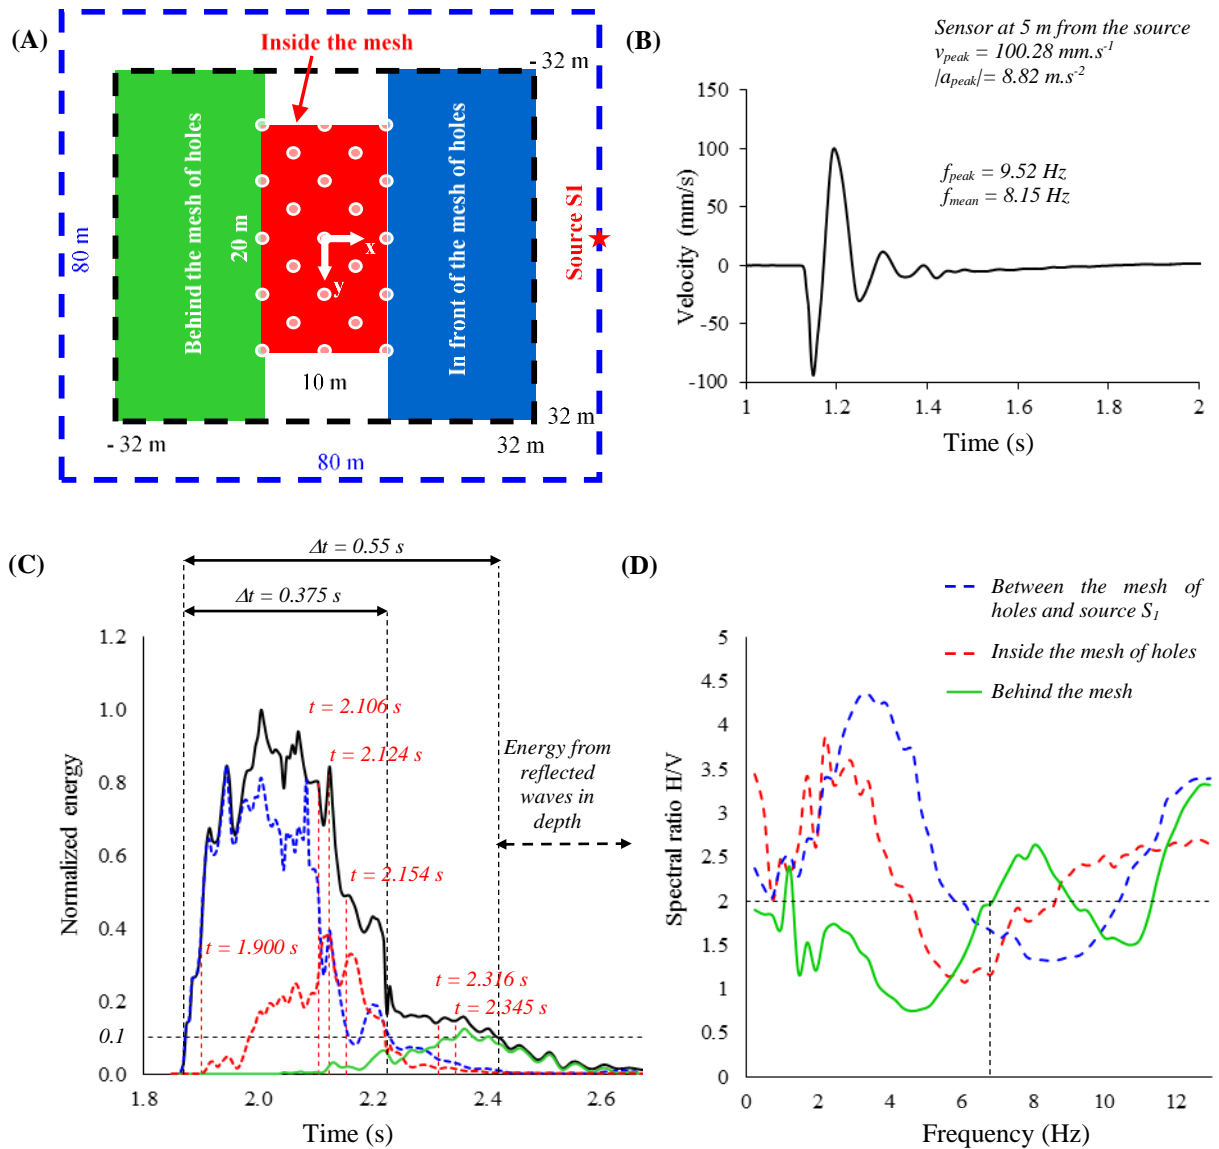 (A)
Inside the mesh
- 32 m
Behind the mesh of holes
20 m
x
y
In front of the mesh of holes
Source S1
80 m
10 m
32 m
- 32 m
32 m
80 m
(B)
Sensor at 5 m from the source
v_peak = 100.28 mm.s⁻¹
|a_peak| = 8.82 m.s⁻²
f_peak = 9.52 Hz
f_mean = 8.15 Hz
Velocity (mm/s)
150
100
50
0
-50
-100
1
1.2
1.4
1.6
1.8
2
Time (s)
(C)
Δt = 0.55 s
Δt = 0.375 s
Normalized energy
1.2
1.0
0.8
0.6
0.4
0.2
0.1
0.0
t = 2.106 s
t = 2.124 s
t = 2.154 s
t = 1.900 s
t = 2.316 s
t = 2.345 s
Energy from
reflected
waves in
depth
1.8
2.0
2.2
2.4
2.6
Time (s)
(D)
Between the mesh of
holes and source S₁
Inside the mesh of holes
Behind the mesh
Spectral ratio H/V
5
4.5
4
3.5
3
2.5
2
1.5
1
0.5
0
0
2
4
6
8
10
12
Frequency (Hz)